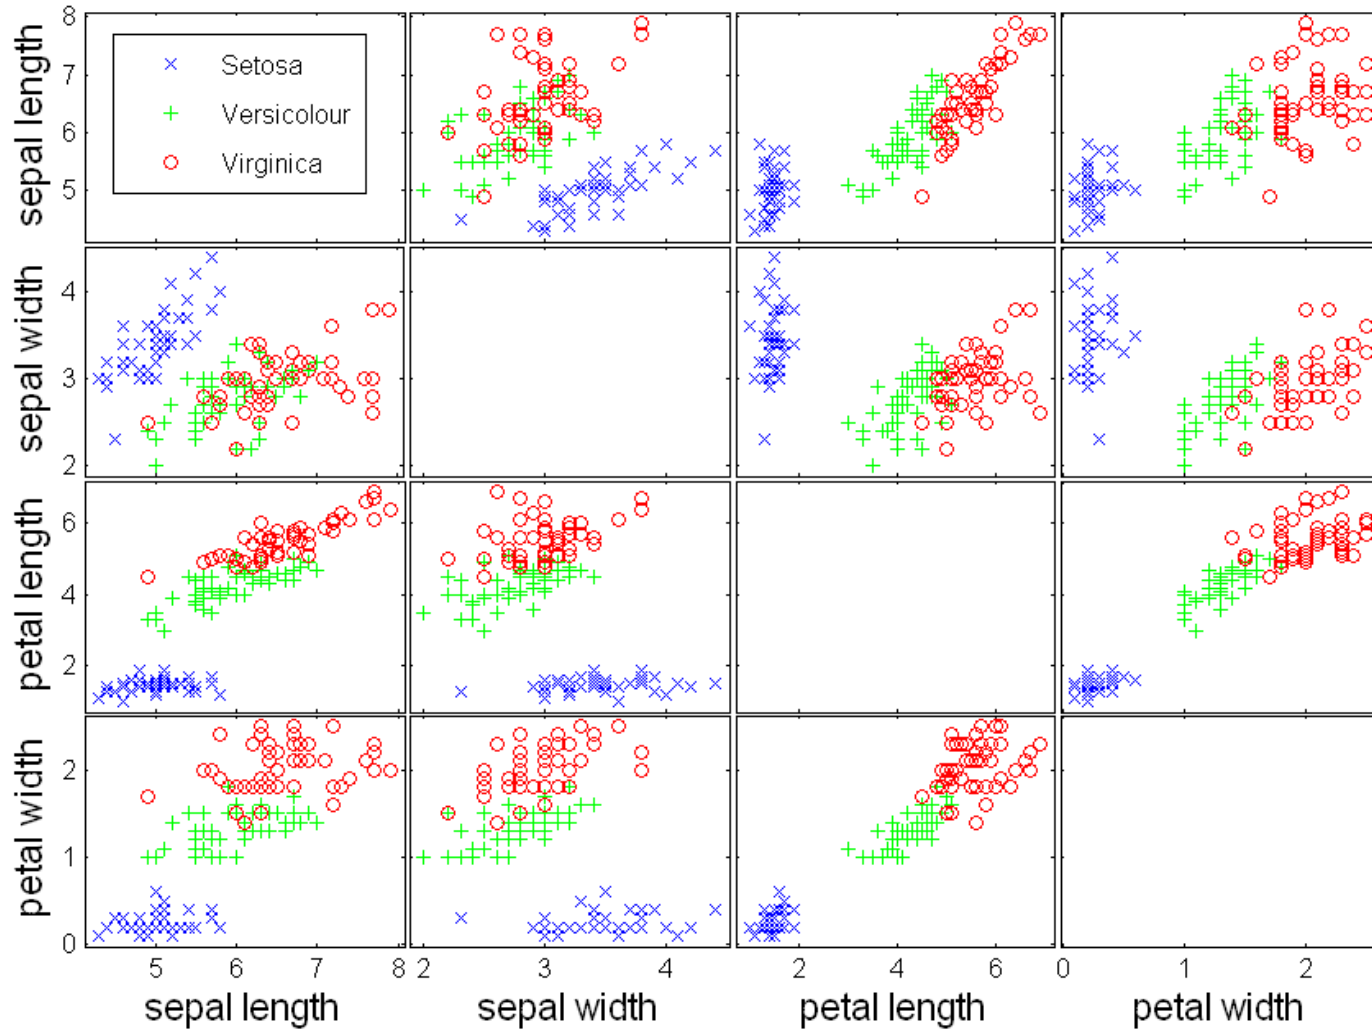 sepal length
8
7
6
5
Setosa
Versicolour
Virginica
sepal width
4
3
2
petal length
6
4
2
petal width
2
1
0
5 6 7 8 2 3 4 2 4 6 0 1 2
sepal length sepal width petal length petal width